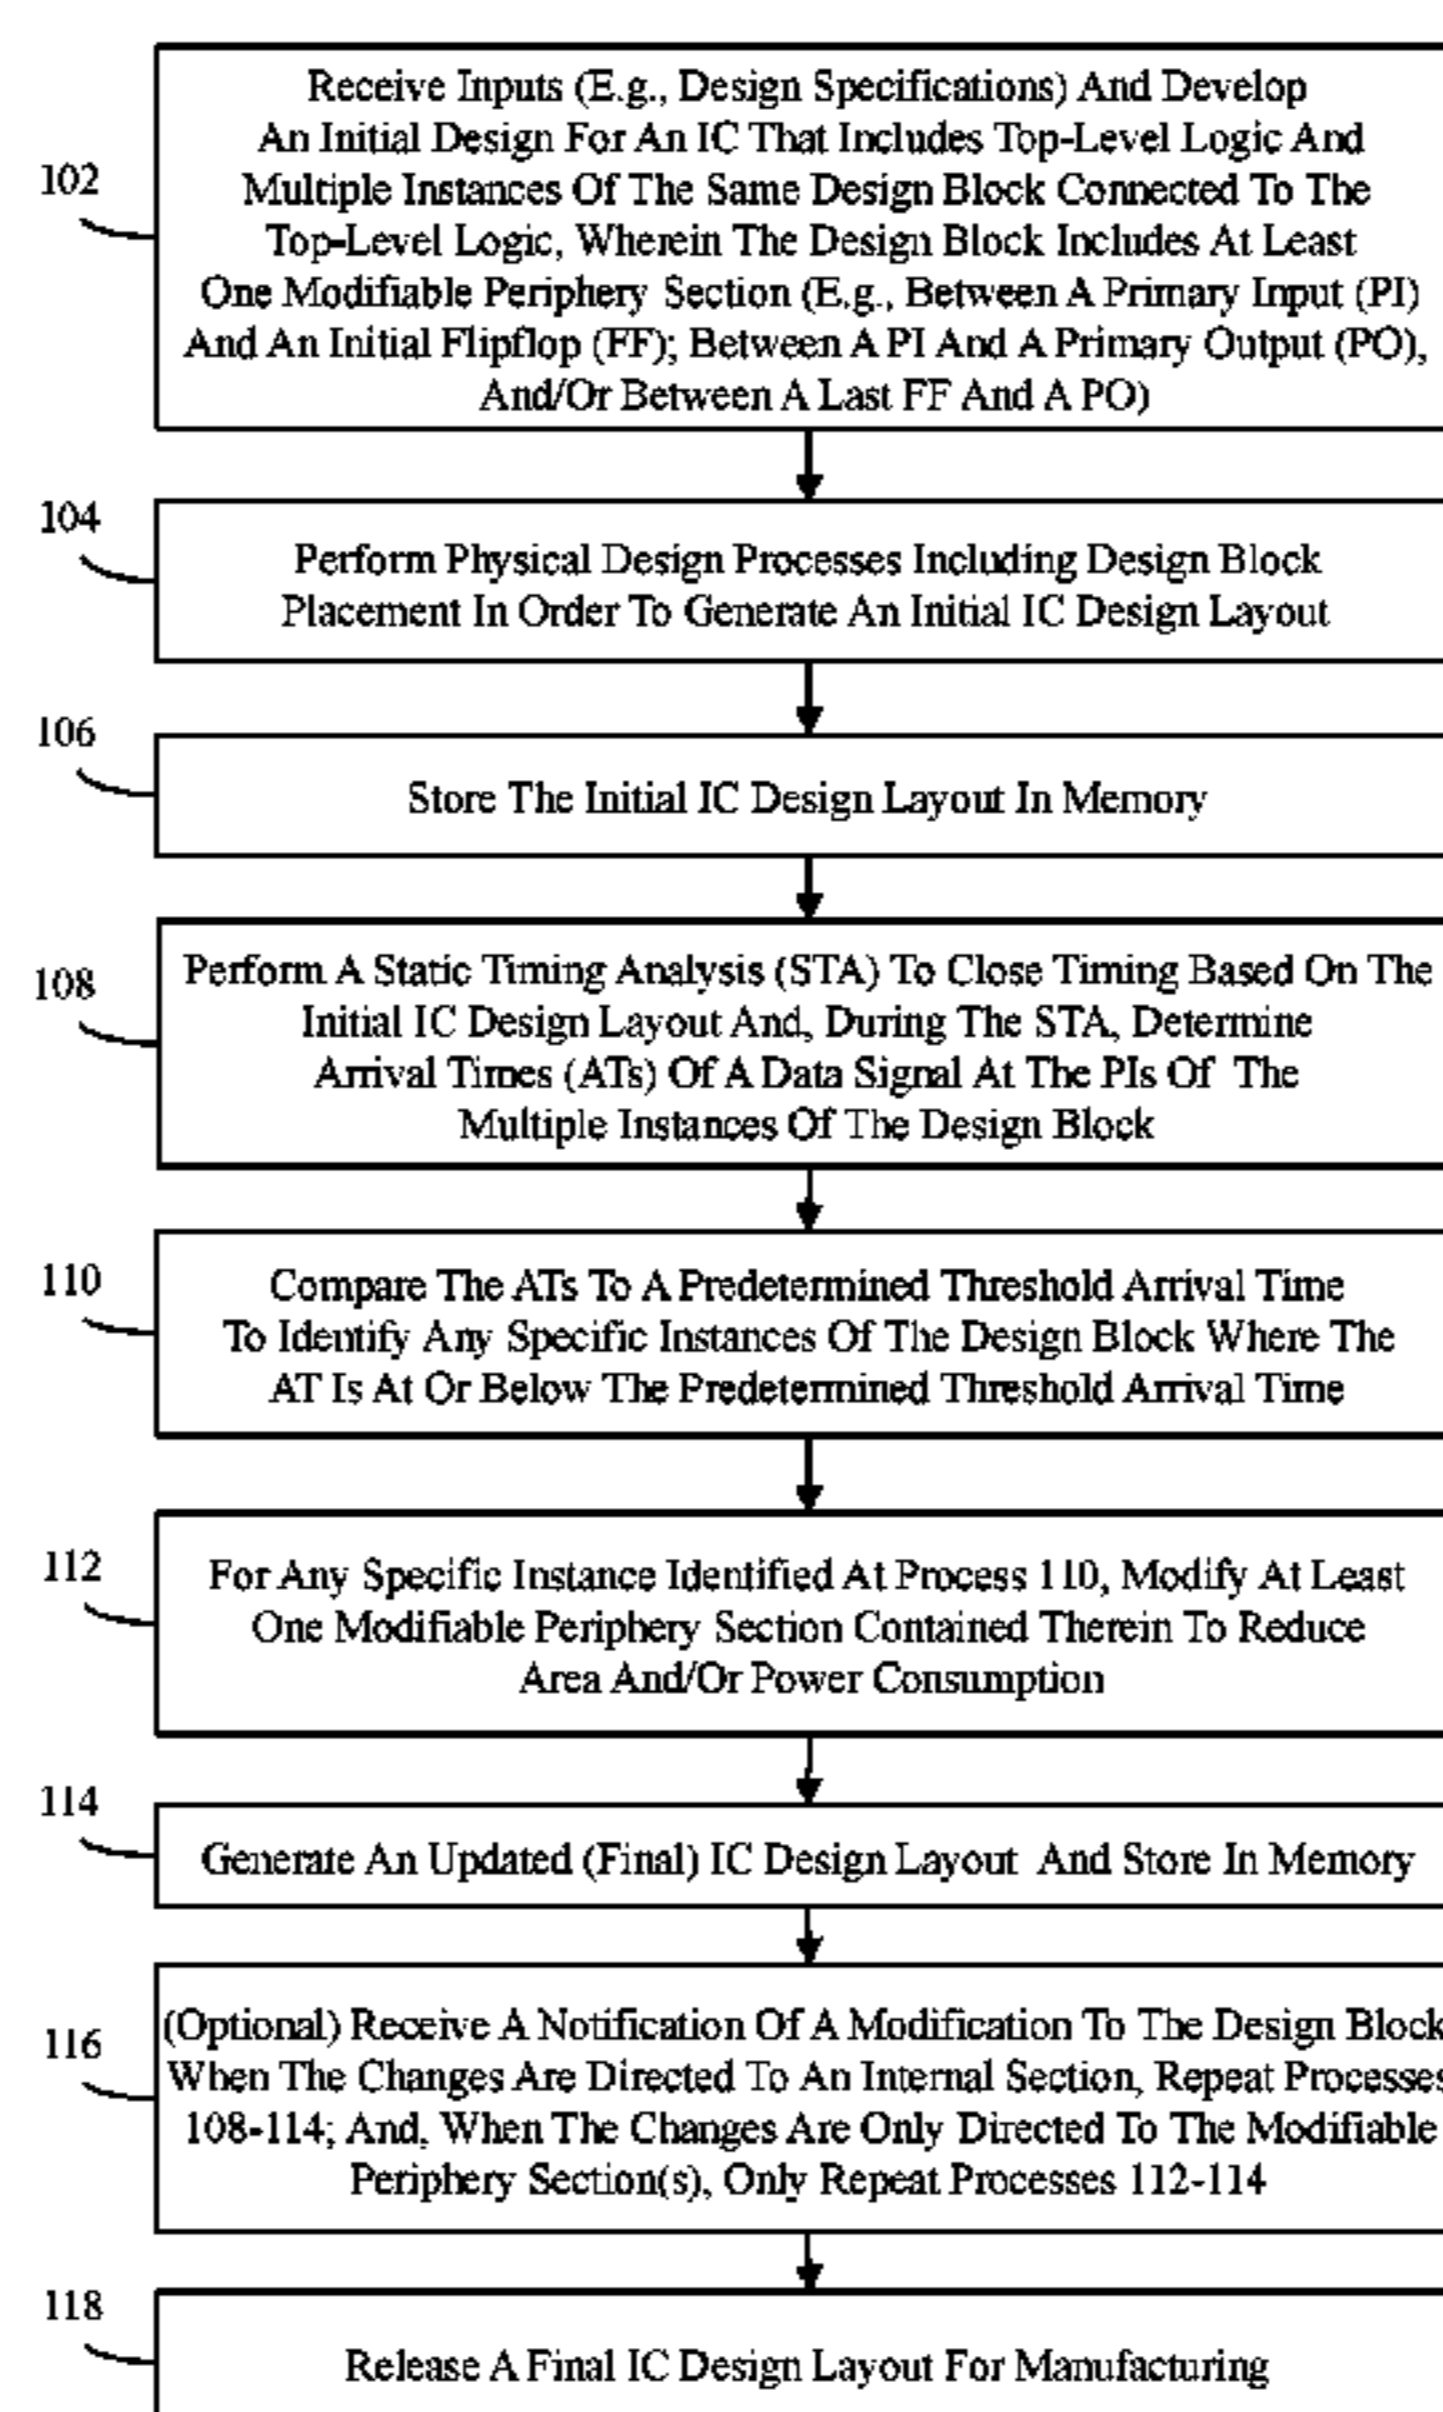 Receive Inputs (E.g., Design Specifications) And Develop
An Initial Design For An IC That Includes Top-Level Logic And
102
Multiple Instances Of The Same Design Block Connected To The
Top-Level Logic, Wherein The Design Block Includes At Least
One Modifiable Periphery Section (E.g., Between A Primary Input (PI)
And An Initial Flipflop (FF); Between A PI And A Primary Output (PO),
And/Or Between A Last FF And A PO)
104
Perform Physical Design Processes Including Design Block
Placement In Order To Generate An Initial IC Design Layout
106
Store The Initial IC Design Layout In Memory
108
Perform A Static Timing Analysis (STA) To Close Timing Based On The
Initial IC Design Layout And, During The STA, Determine
Arrival Times (ATs) Of A Data Signal At The PIs Of The
Multiple Instances Of The Design Block
110
Compare The ATs To A Predetermined Threshold Arrival Time
To Identify Any Specific Instances Of The Design Block Where The
AT Is At Or Below The Predetermined Threshold Arrival Time
112
For Any Specific Instance Identified At Process 110, Modify At Least
One Modifiable Periphery Section Contained Therein To Reduce
Area And/Or Power Consumption
114
Generate An Updated (Final) IC Design Layout And Store In Memory
116
(Optional) Receive A Notification Of A Modification To The Design Block
When The Changes Are Directed To An Internal Section, Repeat Processes
108-114; And, When The Changes Are Only Directed To The Modifiable
Periphery Section(s), Only Repeat Processes 112-114
118
Release A Final IC Design Layout For Manufacturing